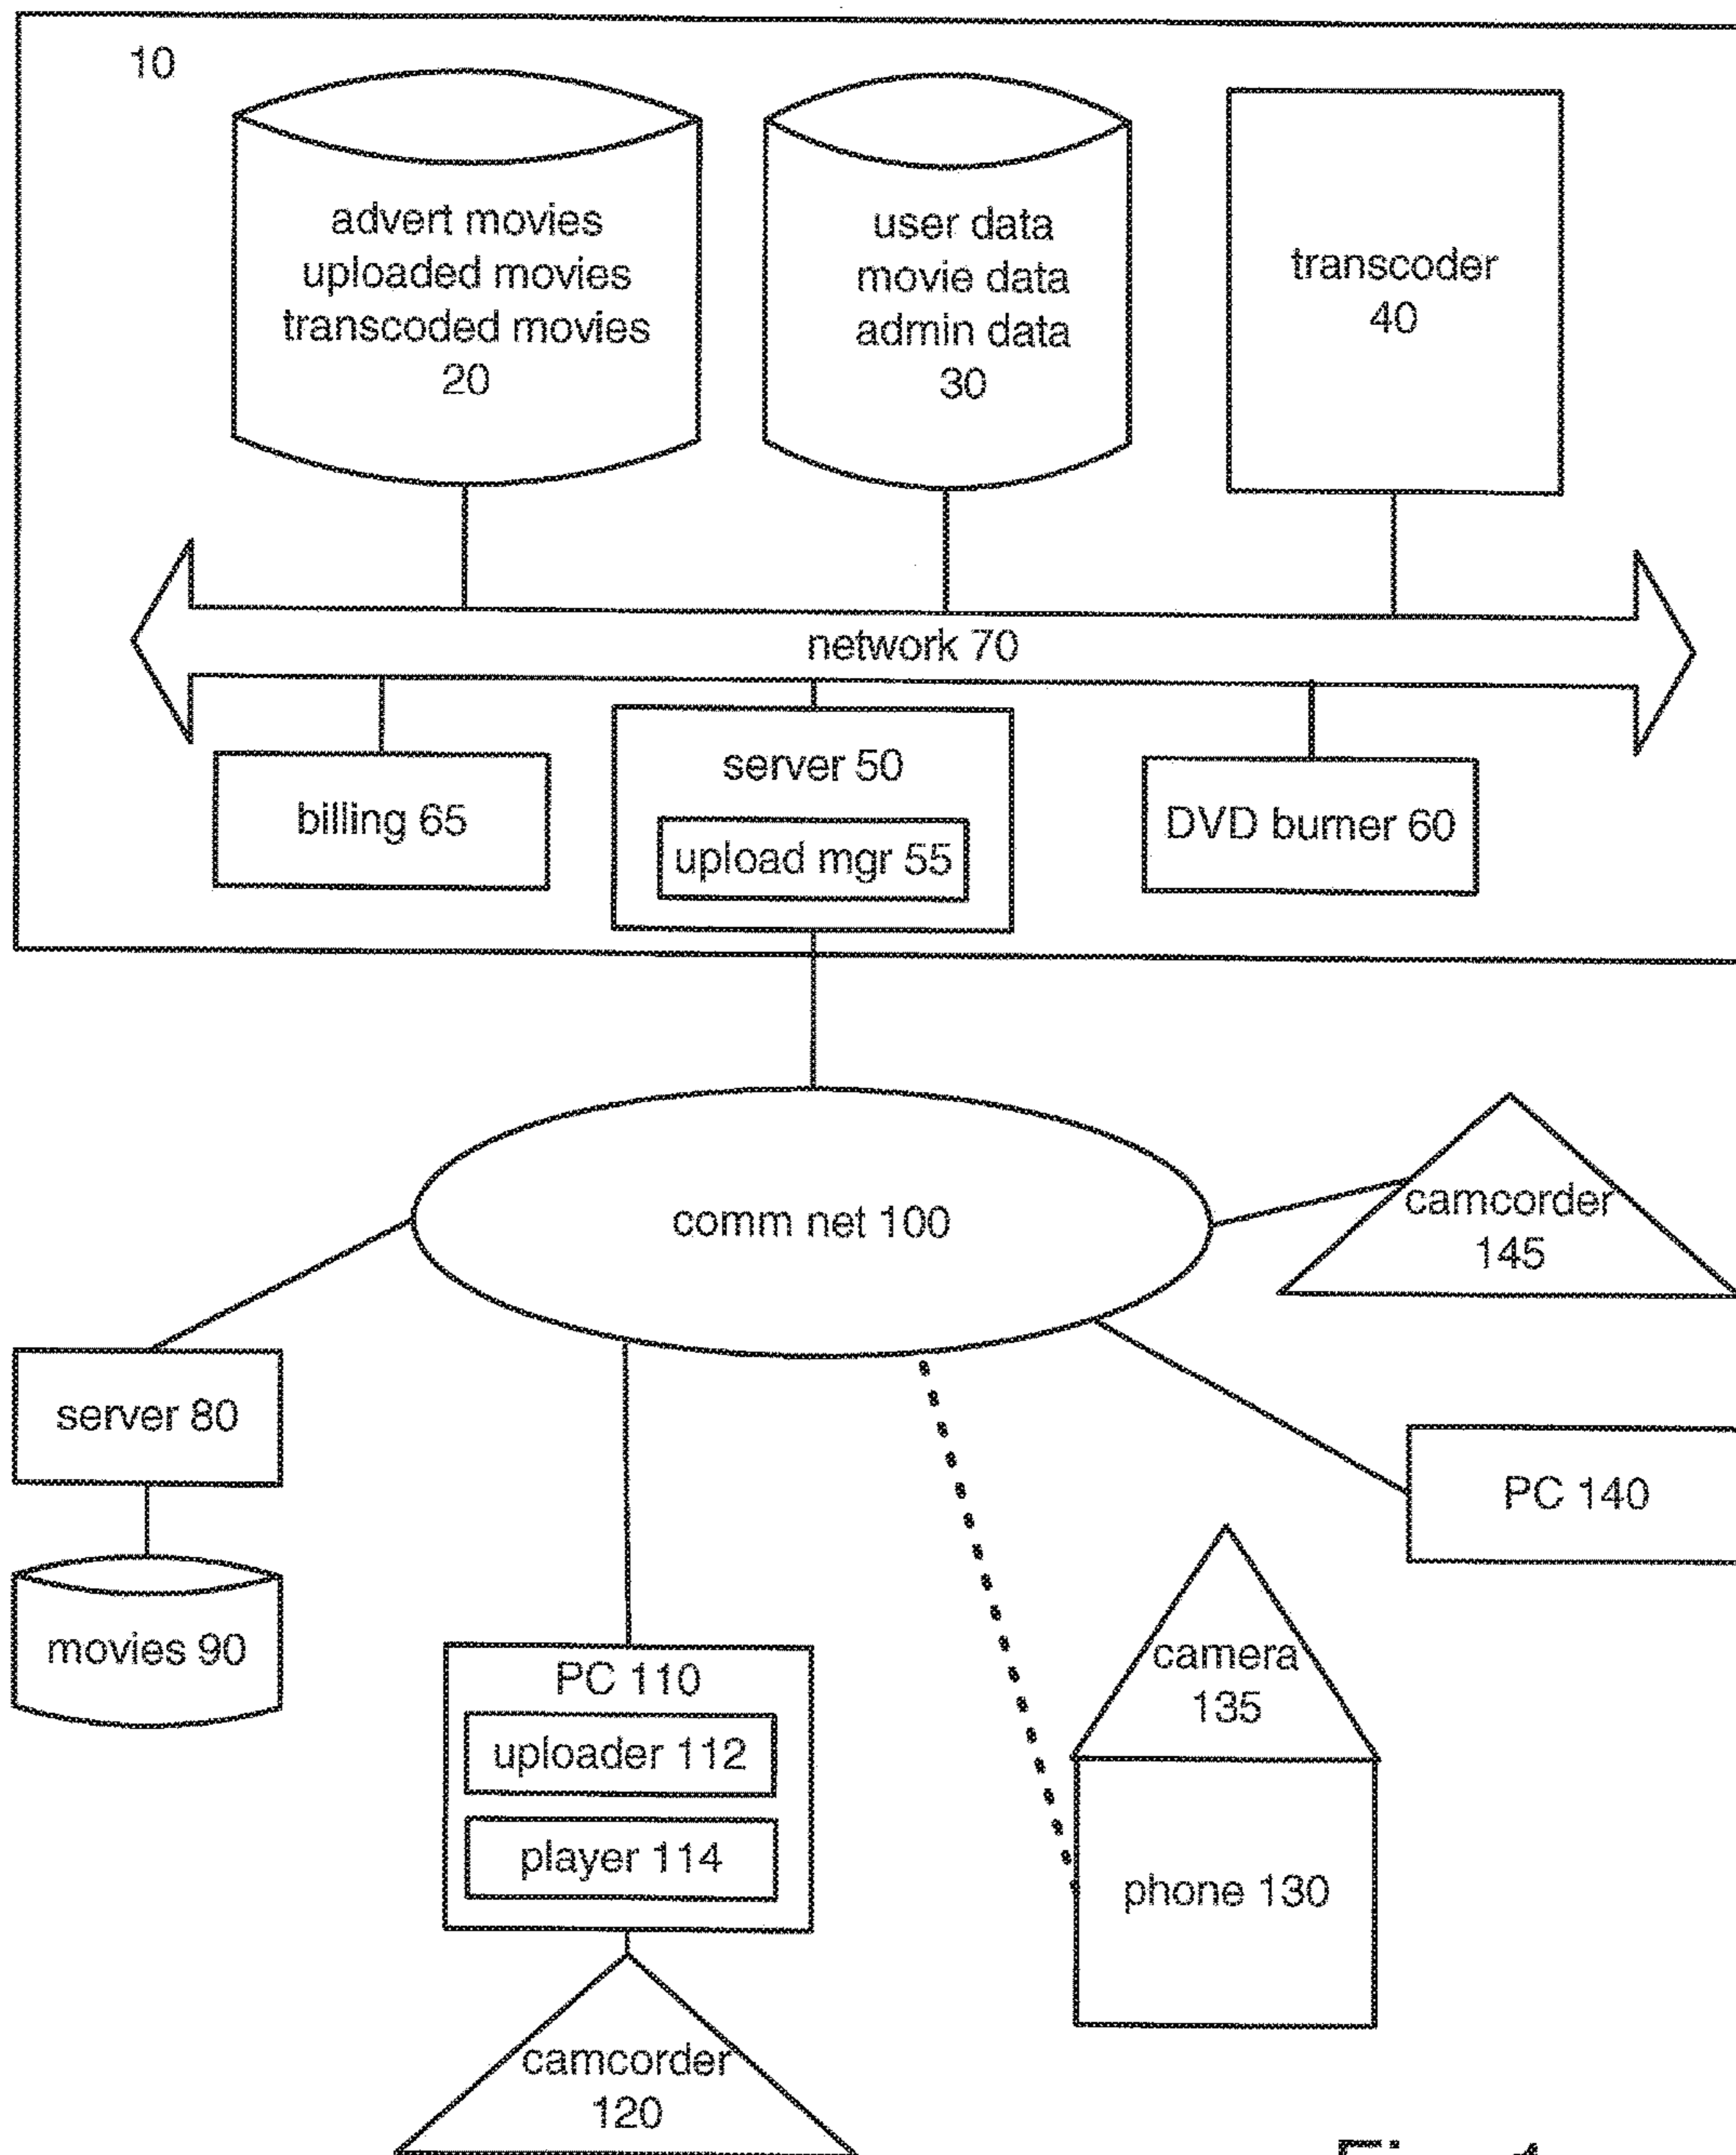 10
advert movies
uploaded movies
transcoded movies
20
user data
movie data
admin data
30
transcoder
40
network 70
billing 65
server 50
upload mgr 55
DVD burner 60
comm net 100
camcorder
145
server 80
PC 140
movies 90
PC 110
uploader 112
player 114
camera
135
phone 130
camcorder
120